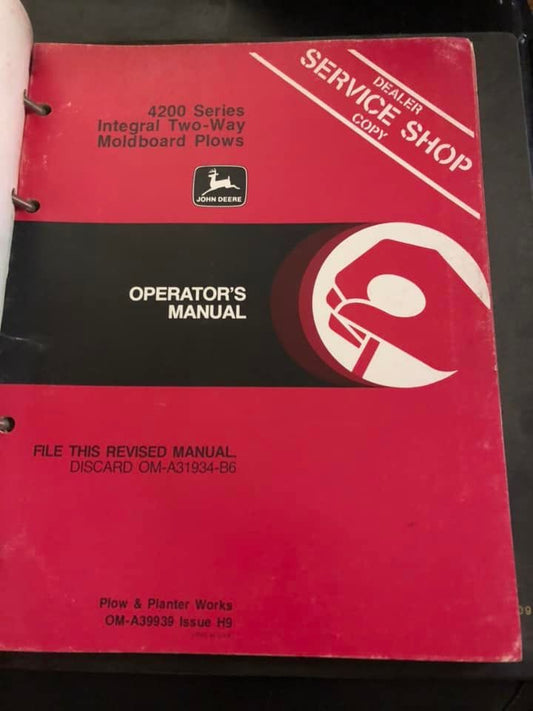 DEALER
SERVICE SHOP
COPY
4200 Series
Integral Two-Way
Moldboard Plows
JOHN DEERE
OPERATOR'S
MANUAL
FILE THIS REVISED MANUAL.
DISCARD OM-A31934-B6
Plow & Planter Works
OM-A39939 Issue H9